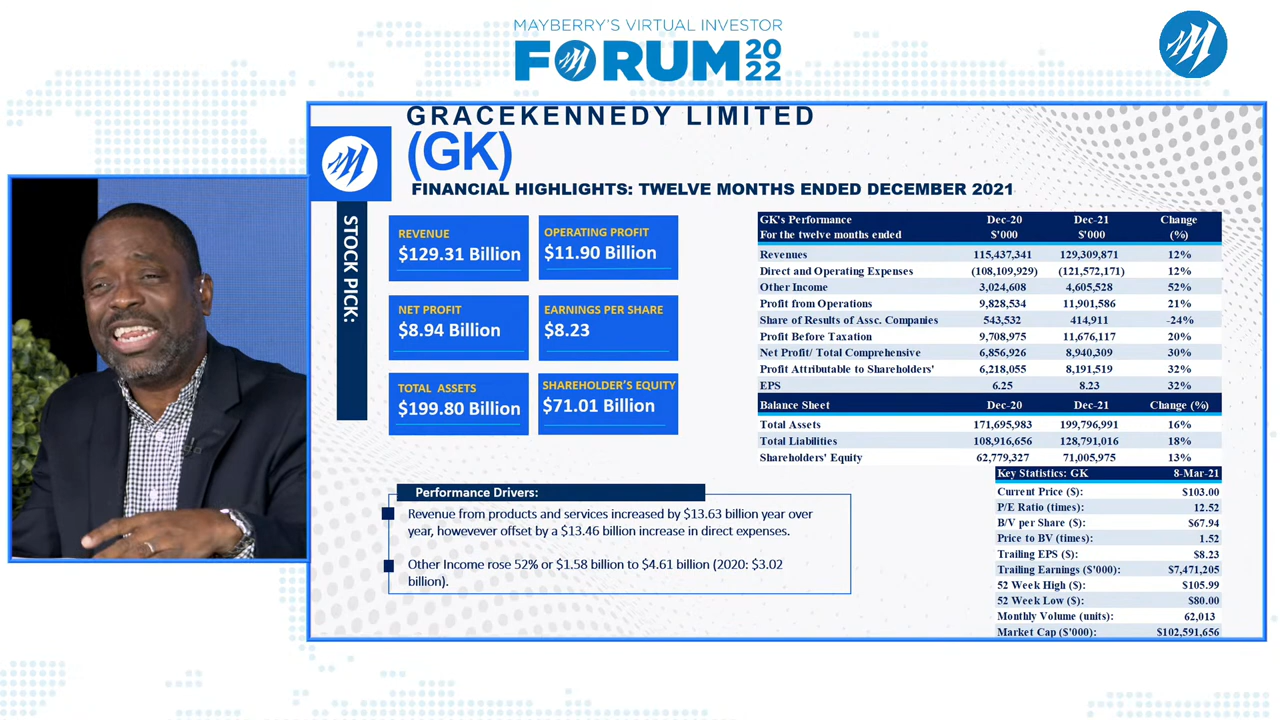 MAYBERRY'S VIRTUAL INVESTOR
FORUM 20
22
GRACEKENNEDY LIMITED
(GK)
FINANCIAL HIGHLIGHTS: TWELVE MONTHS ENDED DECEMBER 2021
STOCK PICK:
REVENUE
$129.31 Billion
OPERATING PROFIT
$11.90 Billion
NET PROFIT
$8.94 Billion
EARNINGS PER SHARE
$8.23
TOTAL ASSETS
$199.80 Billion
SHAREHOLDER'S EQUITY
$71.01 Billion
GK's Performance Dec-20 Dec-21 Change
For the twelve months ended $'000 $'000 (%)
Revenues 115,437,341 129,309,871 12%
Direct and Operating Expenses (108,109,929) (121,572,171) 12%
Other Income 3,024,608 4,605,528 52%
Profit from Operations 9,828,534 11,901,586 21%
Share of Results of Assc. Companies 543,532 414,911 -24%
Profit Before Taxation 9,708,975 11,676,117 20%
Net Profit/ Total Comprehensive 6,856,926 8,940,309 30%
Profit Attributable to Shareholders' 6,218,055 8,191,519 32%
EPS 6.25 8.23 32%
Balance Sheet Dec-20 Dec-21 Change (%)
Total Assets 171,695,983 199,796,991 16%
Total Liabilities 108,916,656 128,791,016 18%
Shareholders' Equity 62,779,327 71,005,975 13%
Key Statistics: GK 8-Mar-21
Current Price ($): $103.00
P/E Ratio (times): 12.52
B/V per Share ($): $67.94
Price to BV (times): 1.52
Trailing EPS ($): $8.23
Trailing Earnings ($'000): $7,471,205
52 Week High ($): $105.99
52 Week Low ($): $80.00
Monthly Volume (units): 62,013
Market Cap ($'000): $102,591,656
Performance Drivers:
Revenue from products and services increased by $13.63 billion year over
year, however offset by a $13.46 billion increase in direct expenses.
Other Income rose 52% or $1.58 billion to $4.61 billion (2020: $3.02
billion).